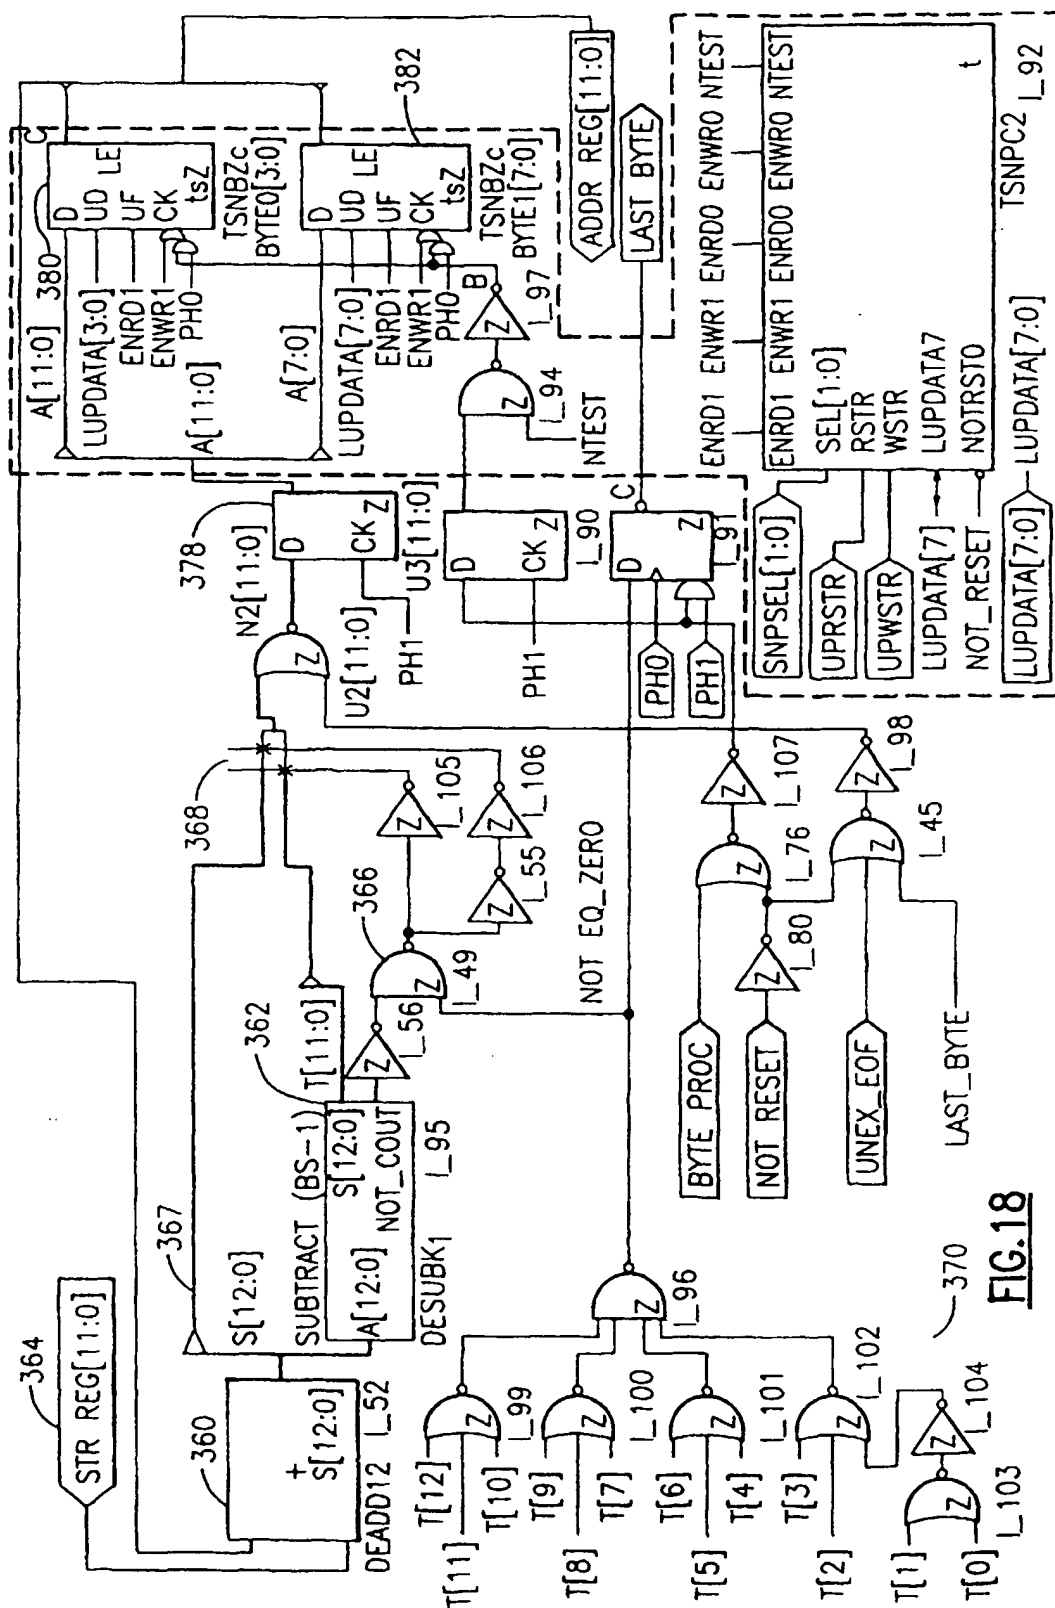 364
STR REG[11:0]
360
+
S[12:0]
DEADD12
I_52
367
S[12:0]
SUBTRACT (BS-1)
T[11:0]
362
S[12:0]
A[12:0]
NOT_COUT
DESUBK1
I_95
Z
I_56
366
Z
I_49
368
Z
I_105
Z
I_55
Z
I_106
N2[11:0]
Z
U2[11:0]
378
D
CK
Z
PH1
U3[11:0]
A[11:0]
380
D
UD
UF
CK
LE
tsZ
C
LUPDATA[3:0]
ENRD1
ENWR1
PH0
A[11:0]
TSNBZc
BYTE0[3:0]
A[7:0]
D
UD
UF
CK
LE
tsZ
382
LUPDATA[7:0]
ENRD1
ENWR1
PH0
TSNBZc
BYTE1[7:0]
B
Z
I_97
Z
I_94
NTEST
ADDR REG[11:0]
LAST BYTE
D
CK
Z
PH1
I_90
NOT EQ_ZERO
D
Z
C
I_91
PH0
PH1
T[12]
T[11]
T[10]
Z
I_99
T[9]
T[8]
T[7]
Z
I_100
T[6]
T[5]
T[4]
Z
I_101
T[3]
T[2]
Z
I_102
T[1]
T[0]
Z
I_103
Z
I_104
Z
I_96
370
BYTE PROC
NOT RESET
Z
I_80
Z
I_76
Z
I_107
UNEX_EOF
LAST_BYTE
Z
I_45
Z
I_98
ENRD1 ENWR1 ENRD0 ENWR0 NTEST
ENRD1 ENWR1 ENRD0 ENWR0 NTEST
SNPSEL[1:0]
SEL[1:0]
UPRSTR
RSTR
UPWSTR
WSTR
LUPDATA[7]
LUPDATA7
NOT_RESET
NOTRST0
t
TSNPC2
I_92
LUPDATA[7:0]
LUPDATA[7:0]
FIG.18